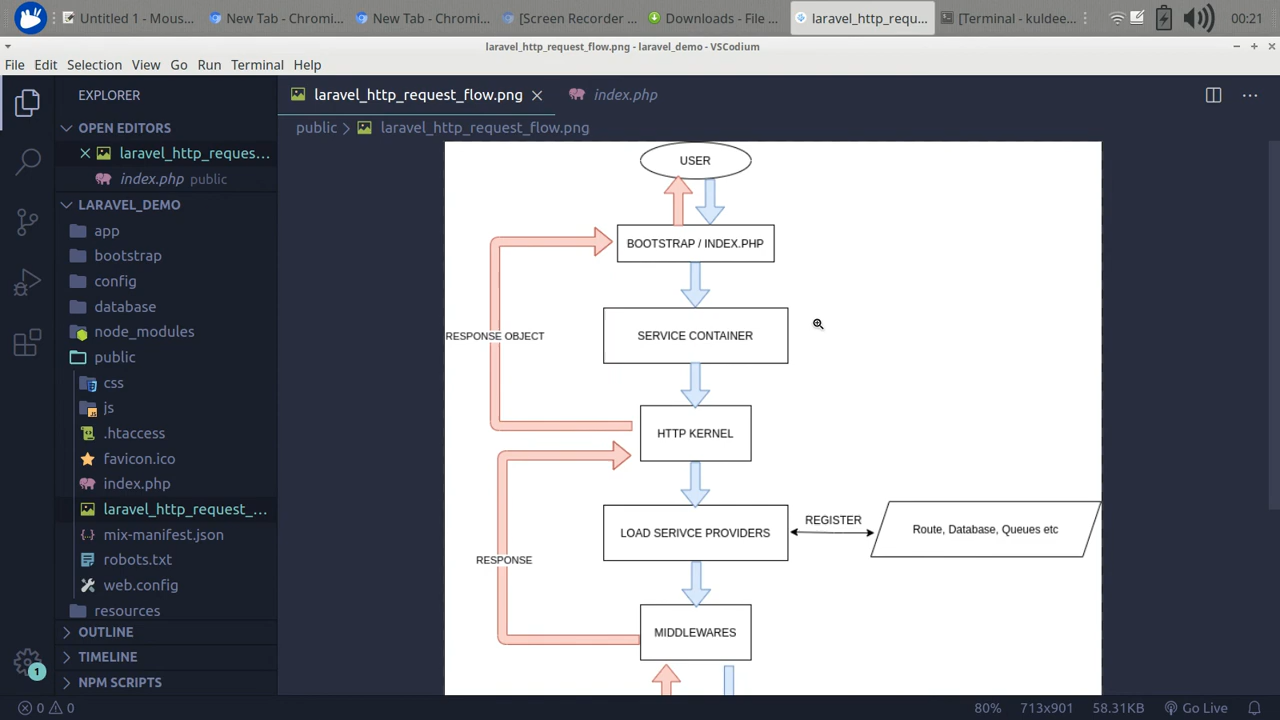 Untitled 1 - Mous...
New Tab - Chromi...
New Tab - Chromi...
[Screen Recorder ...
Downloads - File ...
laravel_http_requ...
[Terminal - kuldee...
00:21
laravel_http_request_flow.png - laravel_demo - VSCodium
File Edit Selection View Go Run Terminal Help
EXPLORER
OPEN EDITORS
laravel_http_reques...
index.php public
LARAVEL_DEMO
app
bootstrap
config
database
node_modules
public
css
js
.htaccess
favicon.ico
index.php
laravel_http_request_...
mix-manifest.json
robots.txt
web.config
resources
OUTLINE
TIMELINE
NPM SCRIPTS
1
laravel_http_request_flow.png
index.php
public > laravel_http_request_flow.png
USER
BOOTSTRAP / INDEX.PHP
SERVICE CONTAINER
RESPONSE OBJECT
HTTP KERNEL
LOAD SERIVCE PROVIDERS
REGISTER
Route, Database, Queues etc
RESPONSE
MIDDLEWARES
0 0
80%
713x901
58.31KB
Go Live